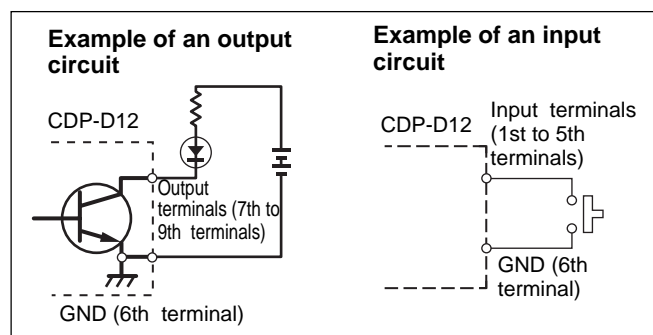 Example of an output
circuit
CDP-D12
Output
terminals (7th to
9th terminals)
GND (6th terminal)
Example of an input
circuit
CDP-D12
Input terminals
(1st to 5th
terminals)
GND (6th
terminal)